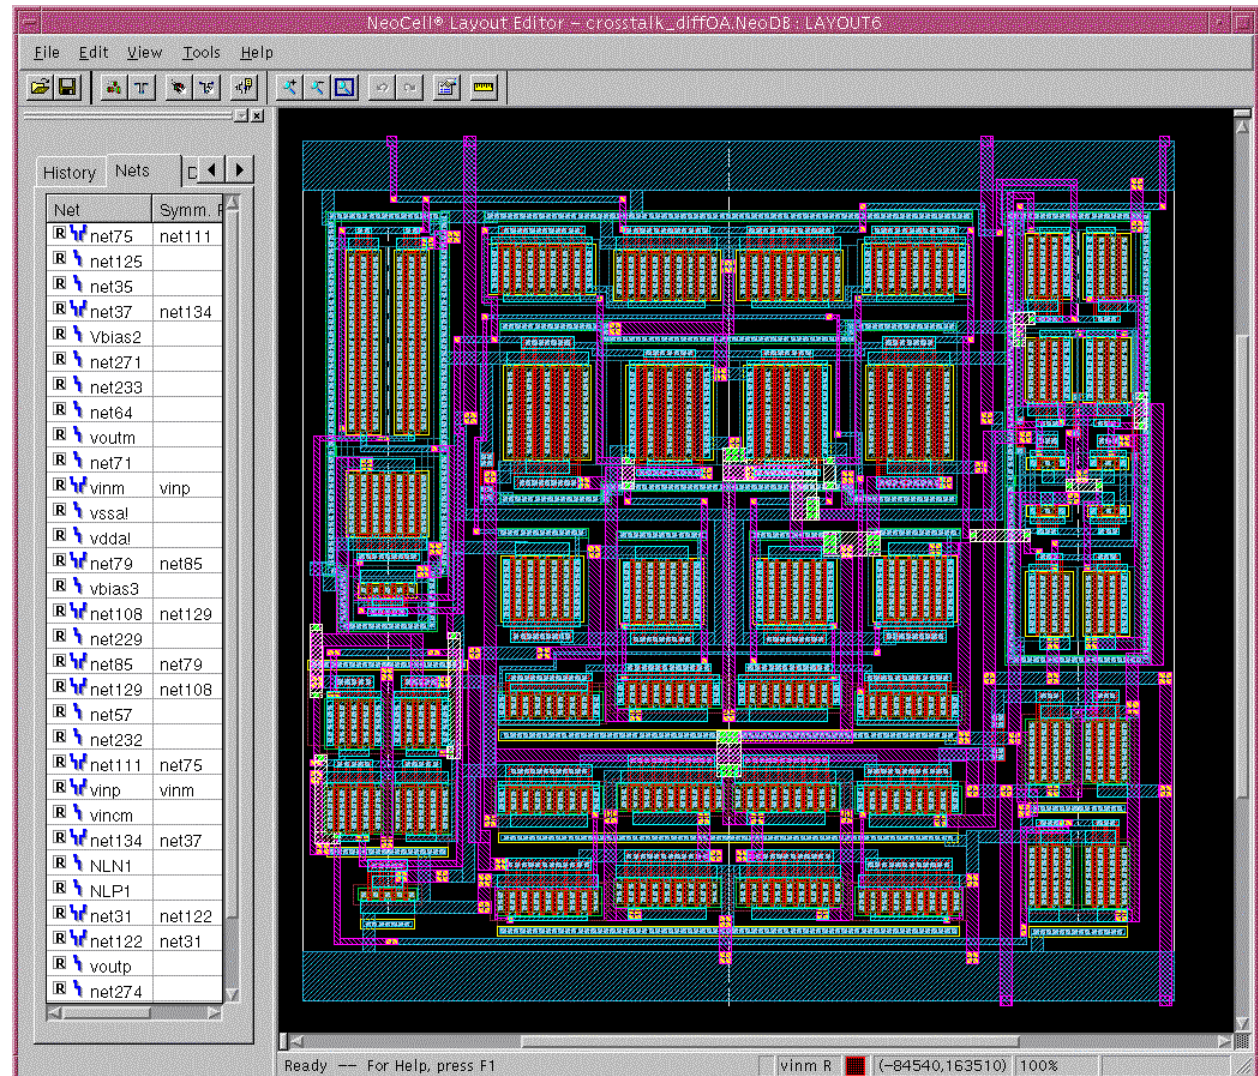 NeoCell® Layout Editor – crosstalk_diffOA.NeoDB : LAYOUT6
File Edit View Tools Help
History Nets
Net Symm.
R net75 net111
R net125
R net35
R net37 net134
R Vbias2
R net271
R net233
R net64
R voutm
R net71
R vinm vinp
R vssa!
R vdda!
R net79 net85
R vbias3
R net108 net129
R net229
R net85 net79
R net129 net108
R net57
R net232
R net111 net75
R vinp vinm
R vincm
R net134 net37
R NLN1
R NLP1
R net31 net122
R net122 net31
R voutp
R net274
Ready –– For Help, press F1 vinm R (–84540,163510) 100%